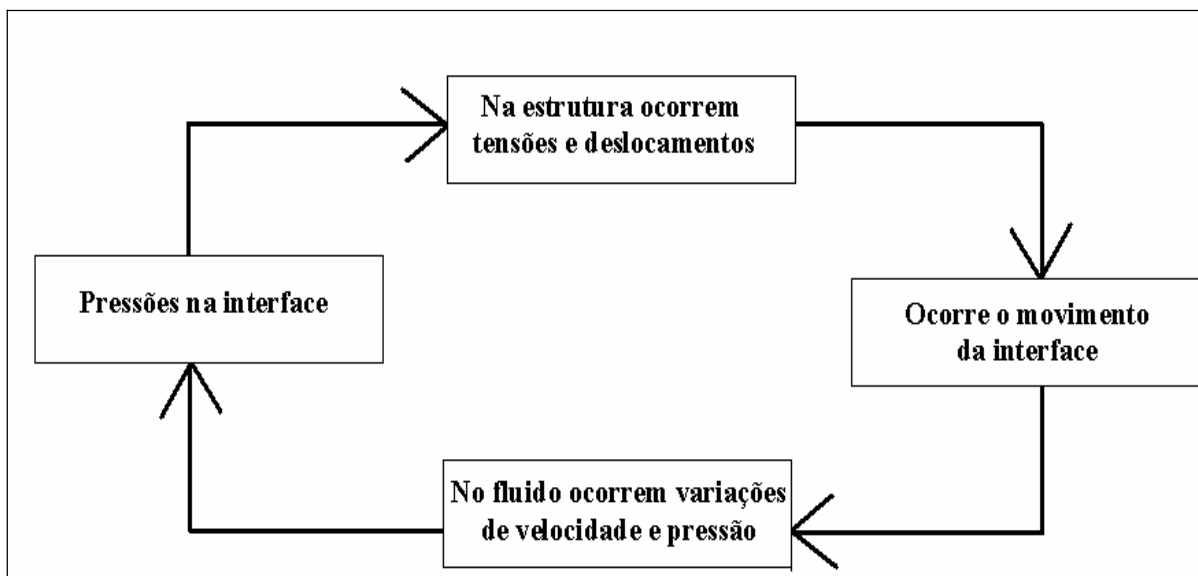 Na estrutura ocorrem
tensões e deslocamentos
Pressões na interface
Ocorre o movimento
da interface
No fluido ocorrem variações
de velocidade e pressão